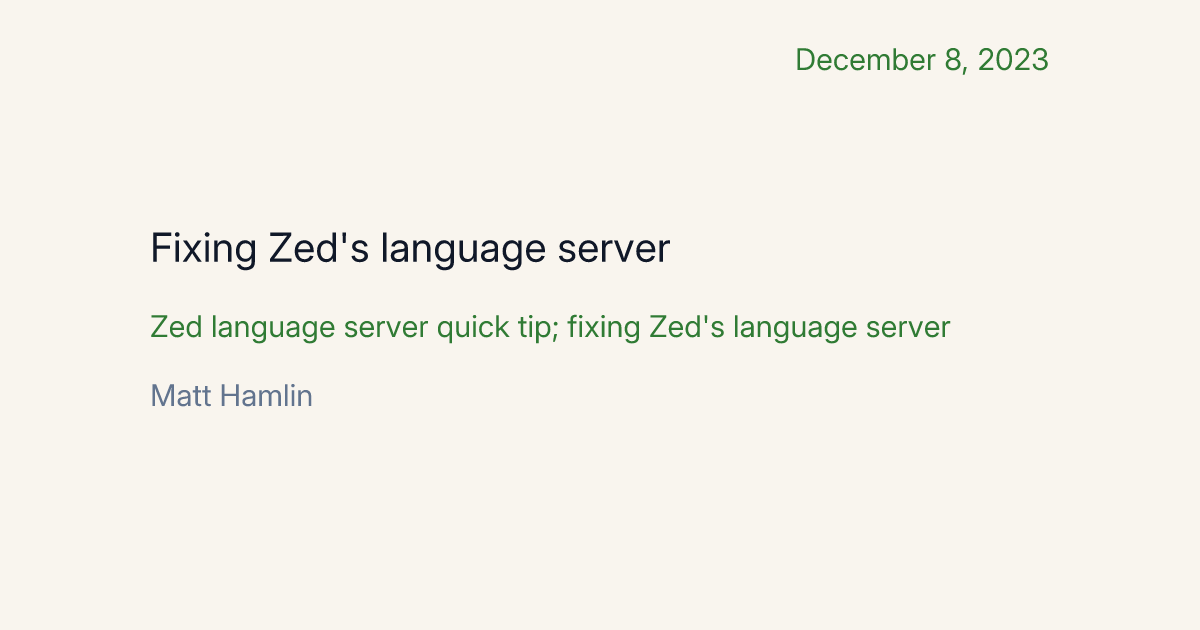 December 8, 2023
Fixing Zed's language server
Zed language server quick tip; fixing Zed's language server
Matt Hamlin